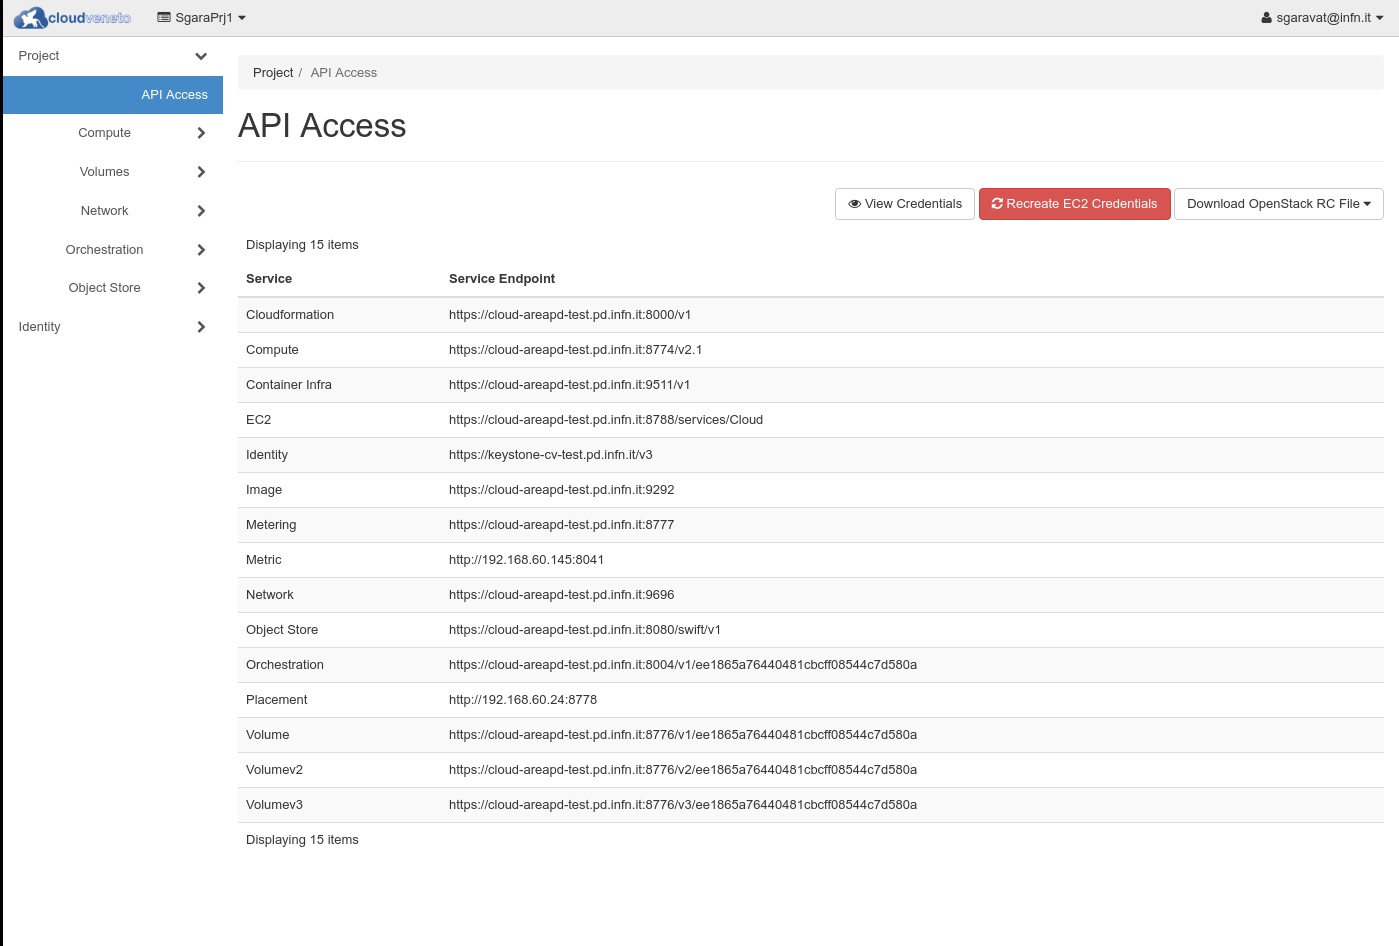 cloudveneto SgaraPrj1 sgaravat@infn.it
Project
API Access
Compute
Volumes
Network
Orchestration
Object Store
Identity
Project / API Access
API Access
View Credentials Recreate EC2 Credentials Download OpenStack RC File
Displaying 15 items
Service Service Endpoint
Cloudformation https://cloud-areapd-test.pd.infn.it:8000/v1
Compute https://cloud-areapd-test.pd.infn.it:8774/v2.1
Container Infra https://cloud-areapd-test.pd.infn.it:9511/v1
EC2 https://cloud-areapd-test.pd.infn.it:8788/services/Cloud
Identity https://keystone-cv-test.pd.infn.it/v3
Image https://cloud-areapd-test.pd.infn.it:9292
Metering https://cloud-areapd-test.pd.infn.it:8777
Metric http://192.168.60.145:8041
Network https://cloud-areapd-test.pd.infn.it:9696
Object Store https://cloud-areapd-test.pd.infn.it:8080/swift/v1
Orchestration https://cloud-areapd-test.pd.infn.it:8004/v1/ee1865a76440481cbcff08544c7d580a
Placement http://192.168.60.24:8778
Volume https://cloud-areapd-test.pd.infn.it:8776/v1/ee1865a76440481cbcff08544c7d580a
Volumev2 https://cloud-areapd-test.pd.infn.it:8776/v2/ee1865a76440481cbcff08544c7d580a
Volumev3 https://cloud-areapd-test.pd.infn.it:8776/v3/ee1865a76440481cbcff08544c7d580a
Displaying 15 items